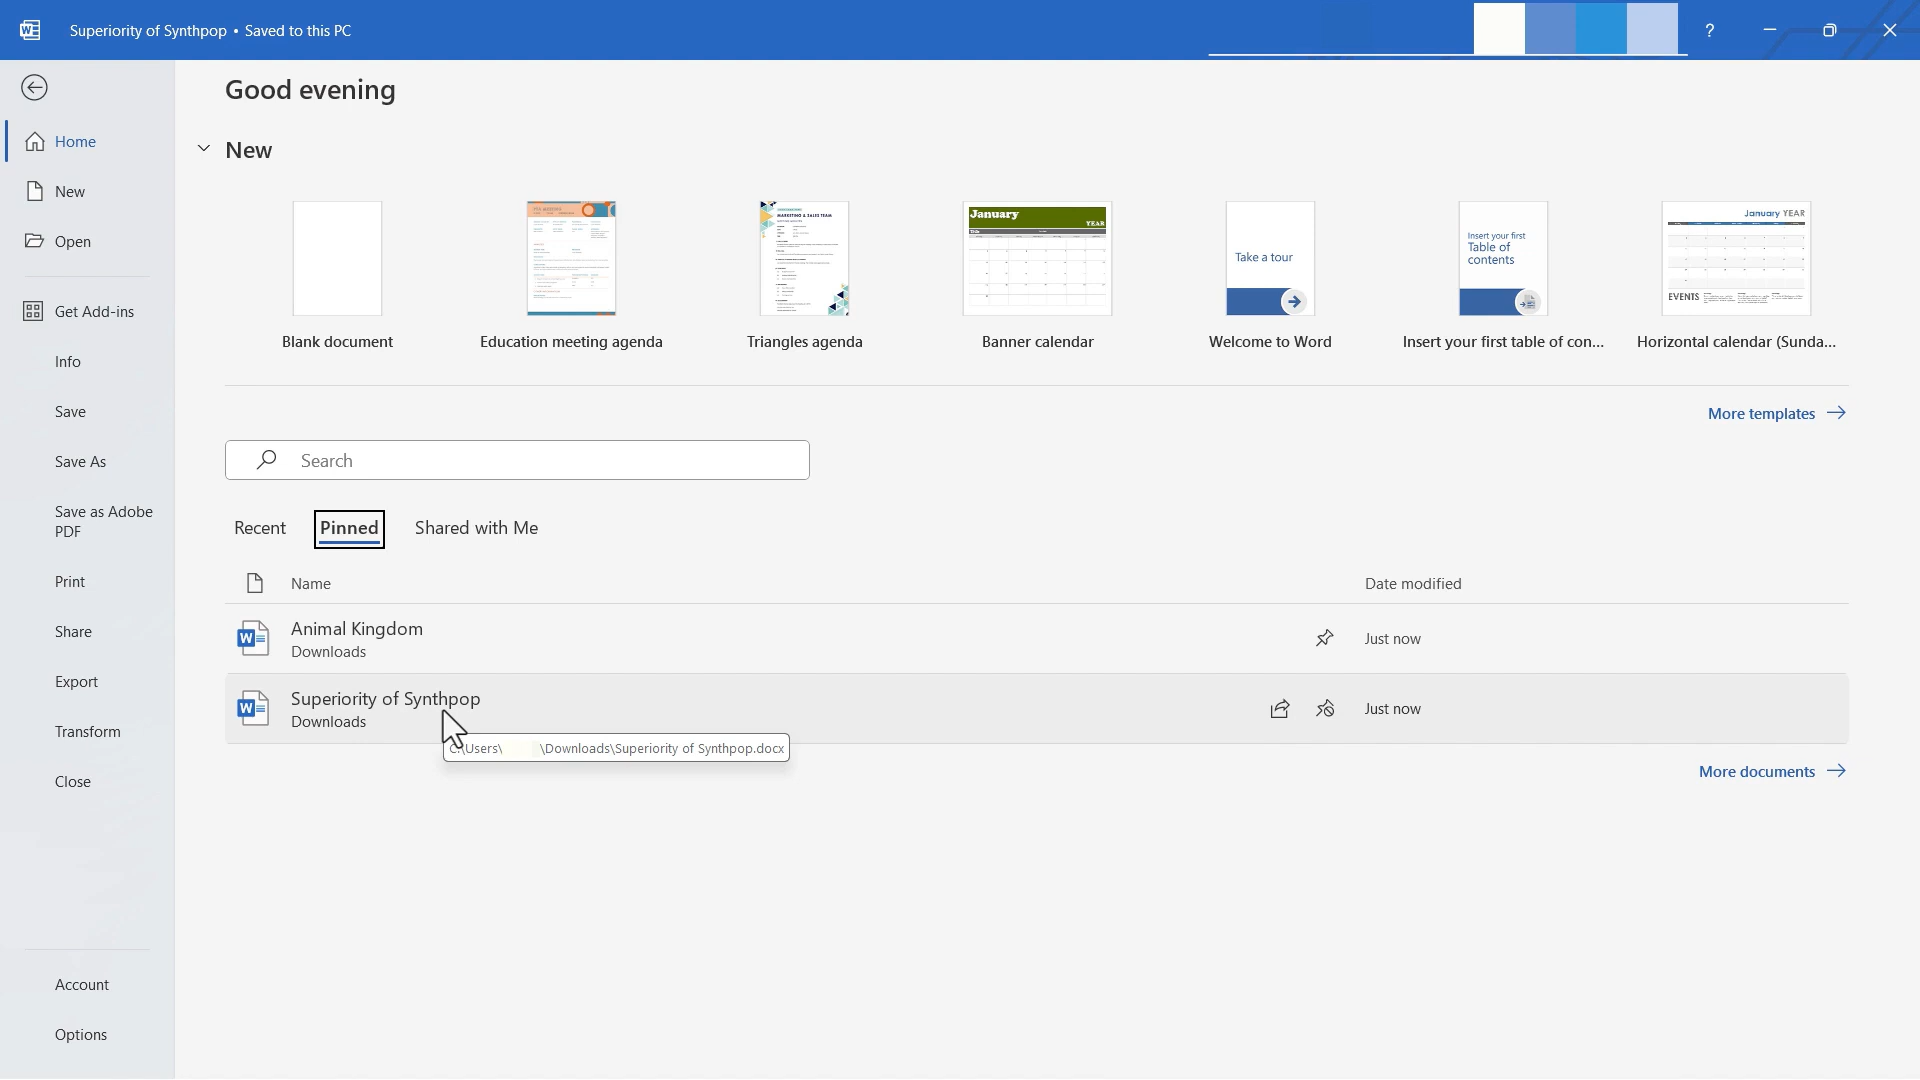 Superiority of Synthpop • Saved to this PC
?
Good evening
Home
New
Open
Get Add-ins
Info
Save
Save As
Save as Adobe
PDF
Print
Share
Export
Transform
Close
Account
Options
New
January
YEAR
MARKETING & SALES TEAM
Take a tour
Insert your first
Table of
contents
January YEAR
EVENTS
Blank document
Education meeting agenda
Triangles agenda
Banner calendar
Welcome to Word
Insert your first table of con...
Horizontal calendar (Sunda...
More templates
Search
Recent
Pinned
Shared with Me
Name
Date modified
Animal Kingdom
Downloads
Just now
Superiority of Synthpop
Downloads
Just now
C:\Users\ \Downloads\Superiority of Synthpop.docx
More documents